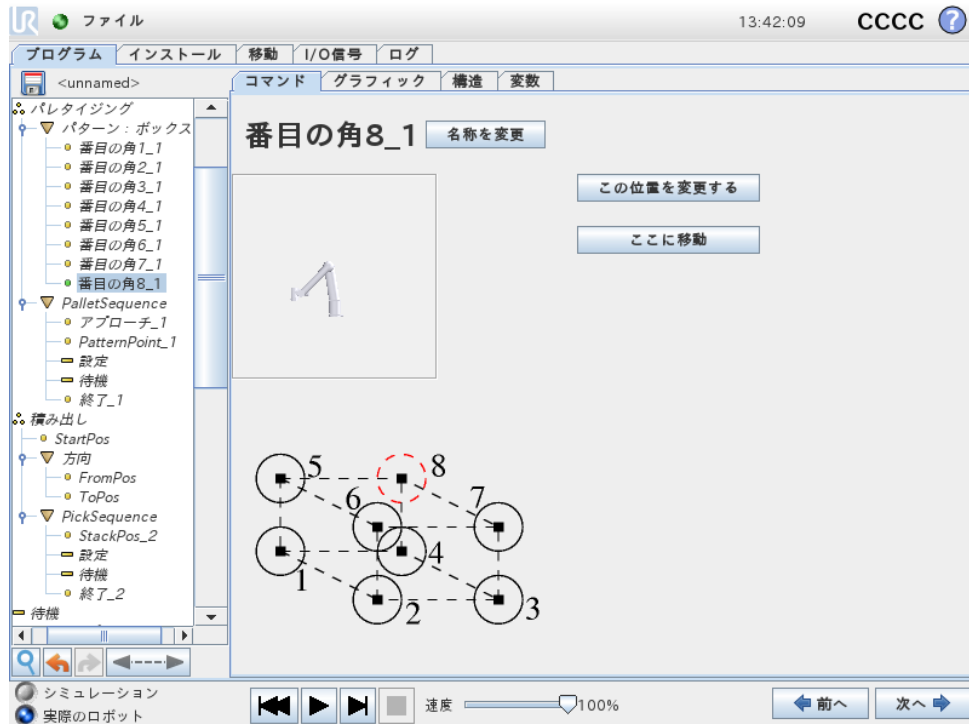 UR ファイル 13:42:09 CCCC ?
プログラム インストール 移動 I/O信号 ログ
<unnamed>
コマンド グラフィック 構造 変数
パレタイジング
パターン : ボックス
番目の角1_1
番目の角2_1
番目の角3_1
番目の角4_1
番目の角5_1
番目の角6_1
番目の角7_1
番目の角8_1
PalletSequence
アプローチ_1
PatternPoint_1
設定
待機
終了_1
積み出し
StartPos
方向
FromPos
ToPos
PickSequence
StackPos_2
設定
待機
終了_2
待機
番目の角8_1 名称を変更
この位置を変更する
ここに移動
5 8
6 7
1 4
2 3
シミュレーション
実際のロボット
速度 100%
前へ 次へ